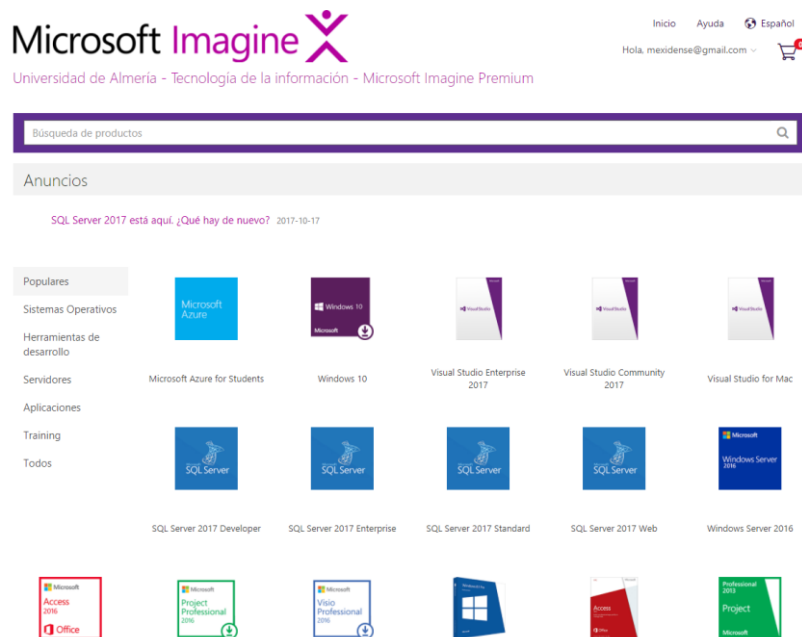 Microsoft Imagine
Inicio Ayuda Español
Hola, mexidense@gmail.com
Universidad de Almería - Tecnología de la información - Microsoft Imagine Premium
Búsqueda de productos
Anuncios
SQL Server 2017 está aquí. ¿Qué hay de nuevo? 2017-10-17
Populares
Sistemas Operativos
Herramientas de
desarrollo
Servidores
Aplicaciones
Training
Todos
Microsoft
Azure
Windows 10
Microsoft
Visual Studio
Visual Studio
Visual Studio
Microsoft Azure for Students
Windows 10
Visual Studio Enterprise
2017
Visual Studio Community
2017
Visual Studio for Mac
SQL Server
SQL Server
SQL Server
SQL Server
Microsoft
Windows Server
2016
SQL Server 2017 Developer
SQL Server 2017 Enterprise
SQL Server 2017 Standard
SQL Server 2017 Web
Windows Server 2016
Microsoft
Access
2016
Office
Microsoft
Project
Professional
2016
Microsoft
Visio
Professional
2016
Access
Professional
2013
Project
Microsoft